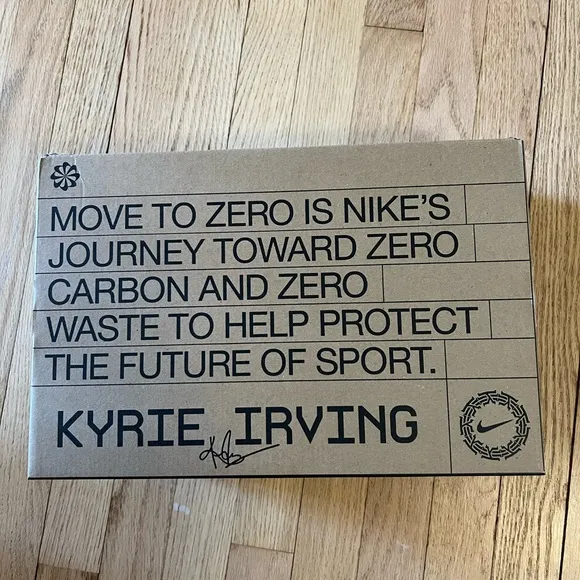 MOVE TO ZERO IS NIKE'S
JOURNEY TOWARD ZERO
CARBON AND ZERO
WASTE TO HELP PROTECT
THE FUTURE OF SPORT.
KYRIE IRVING